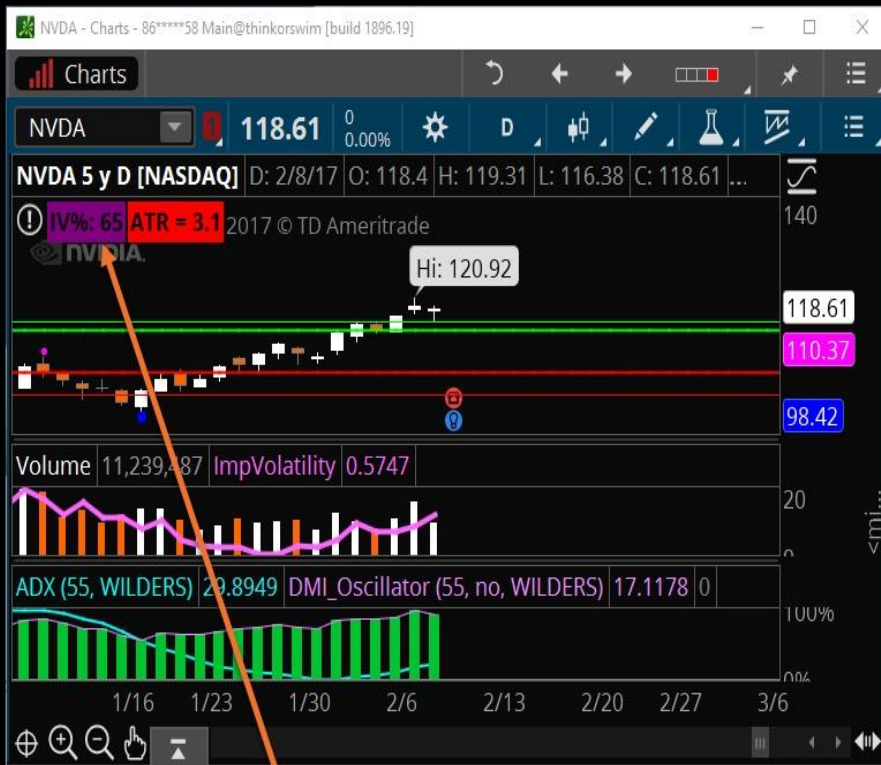 NVDA - Charts - 86*****58 Main@thinkorswim [build 1896.19]
Charts
NVDA 118.61 0 0.00% D
NVDA 5 y D [NASDAQ] D: 2/8/17 O: 118.4 H: 119.31 L: 116.38 C: 118.61 ...
IV%: 65 ATR = 3.1 2017 © TD Ameritrade
140
NVIDIA.
Hi: 120.92
118.61
110.37
98.42
Volume 11,239,487 ImpVolatility 0.5747
20
0
<mi...
ADX (55, WILDERS) 29.8949 DMI_Oscillator (55, no, WILDERS) 17.1178 0
100%
0%
1/16 1/23 1/30 2/6 2/13 2/20 2/27 3/6